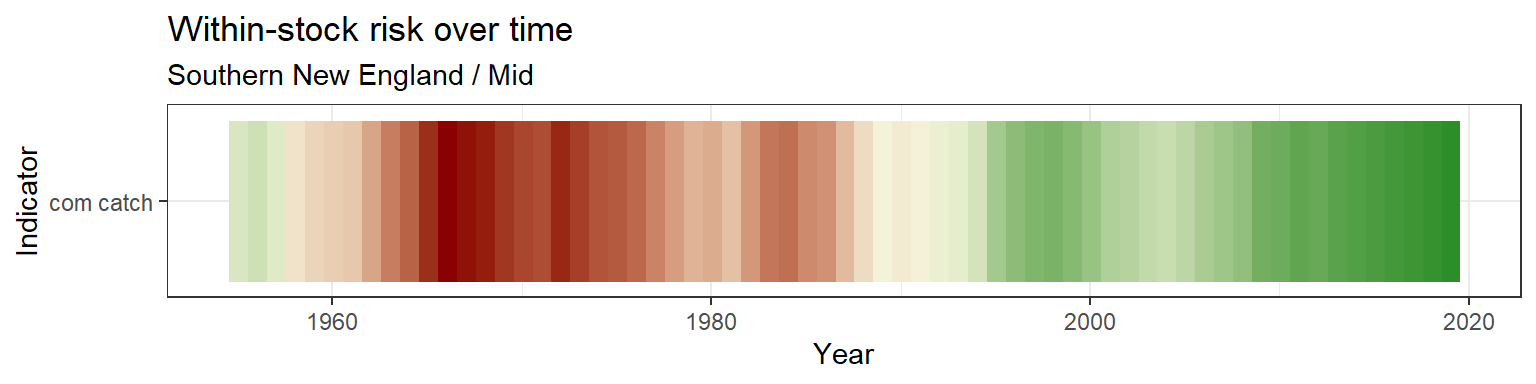 Within-stock risk over time
Southern New England / Mid
Indicator
com catch
1960 1980 2000 2020
Year